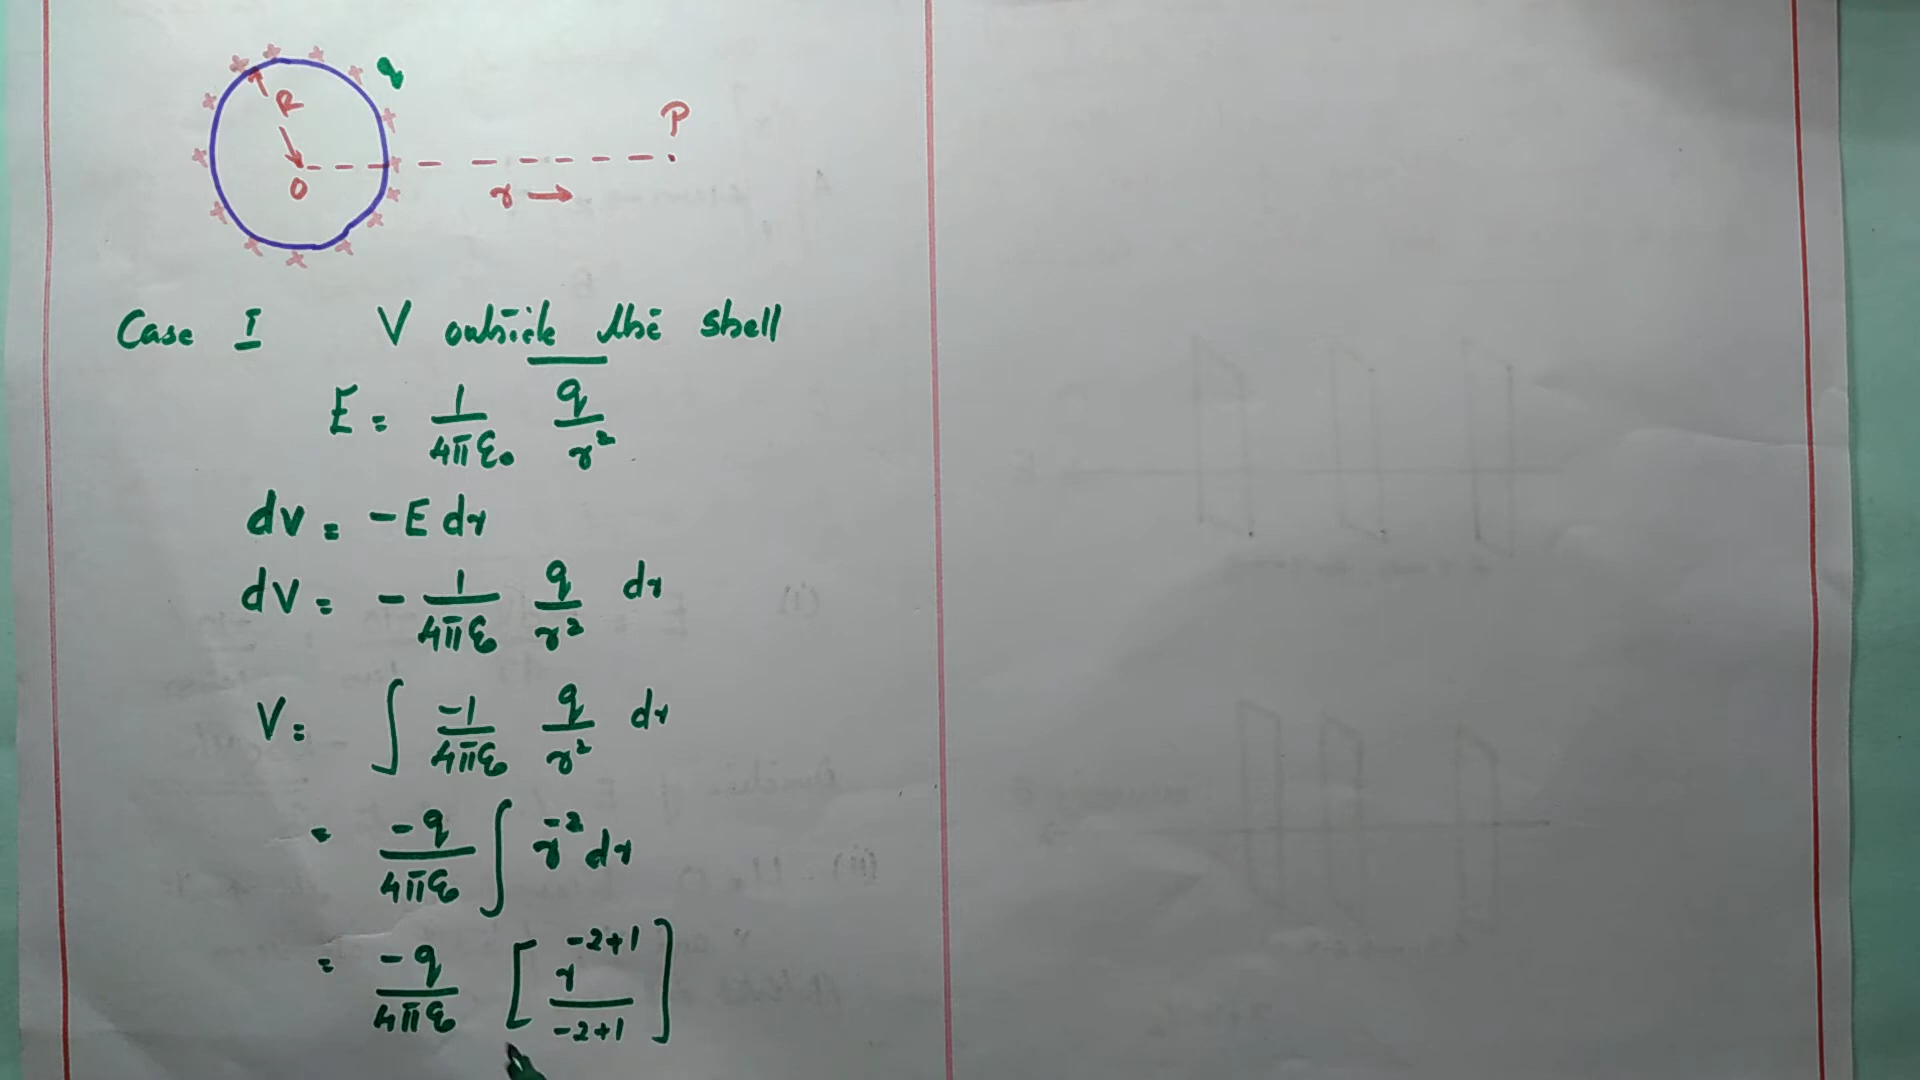 q
R
P
O
r →
Case I V outside the shell
E = 1/4πε₀ q/r²
dv = -E dr
dV = - 1/4πε₀ q/r² dr
V = ∫ -1/4πε₀ q/r² dr
= -q/4πε₀ ∫ r⁻² dr
= -q/4πε₀ [ r⁻²⁺¹/-2+1 ]